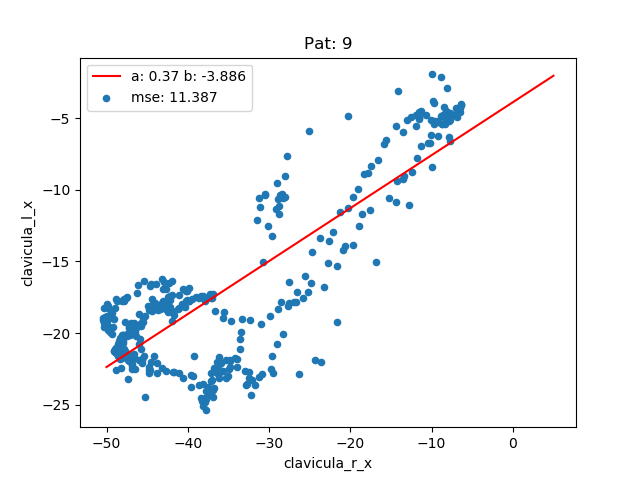 Pat: 9
a: 0.37 b: -3.886
mse: 11.387
clavicula_l_x
−5
−10
−15
−20
−25
−50
−40
−30
−20
−10
0
clavicula_r_x